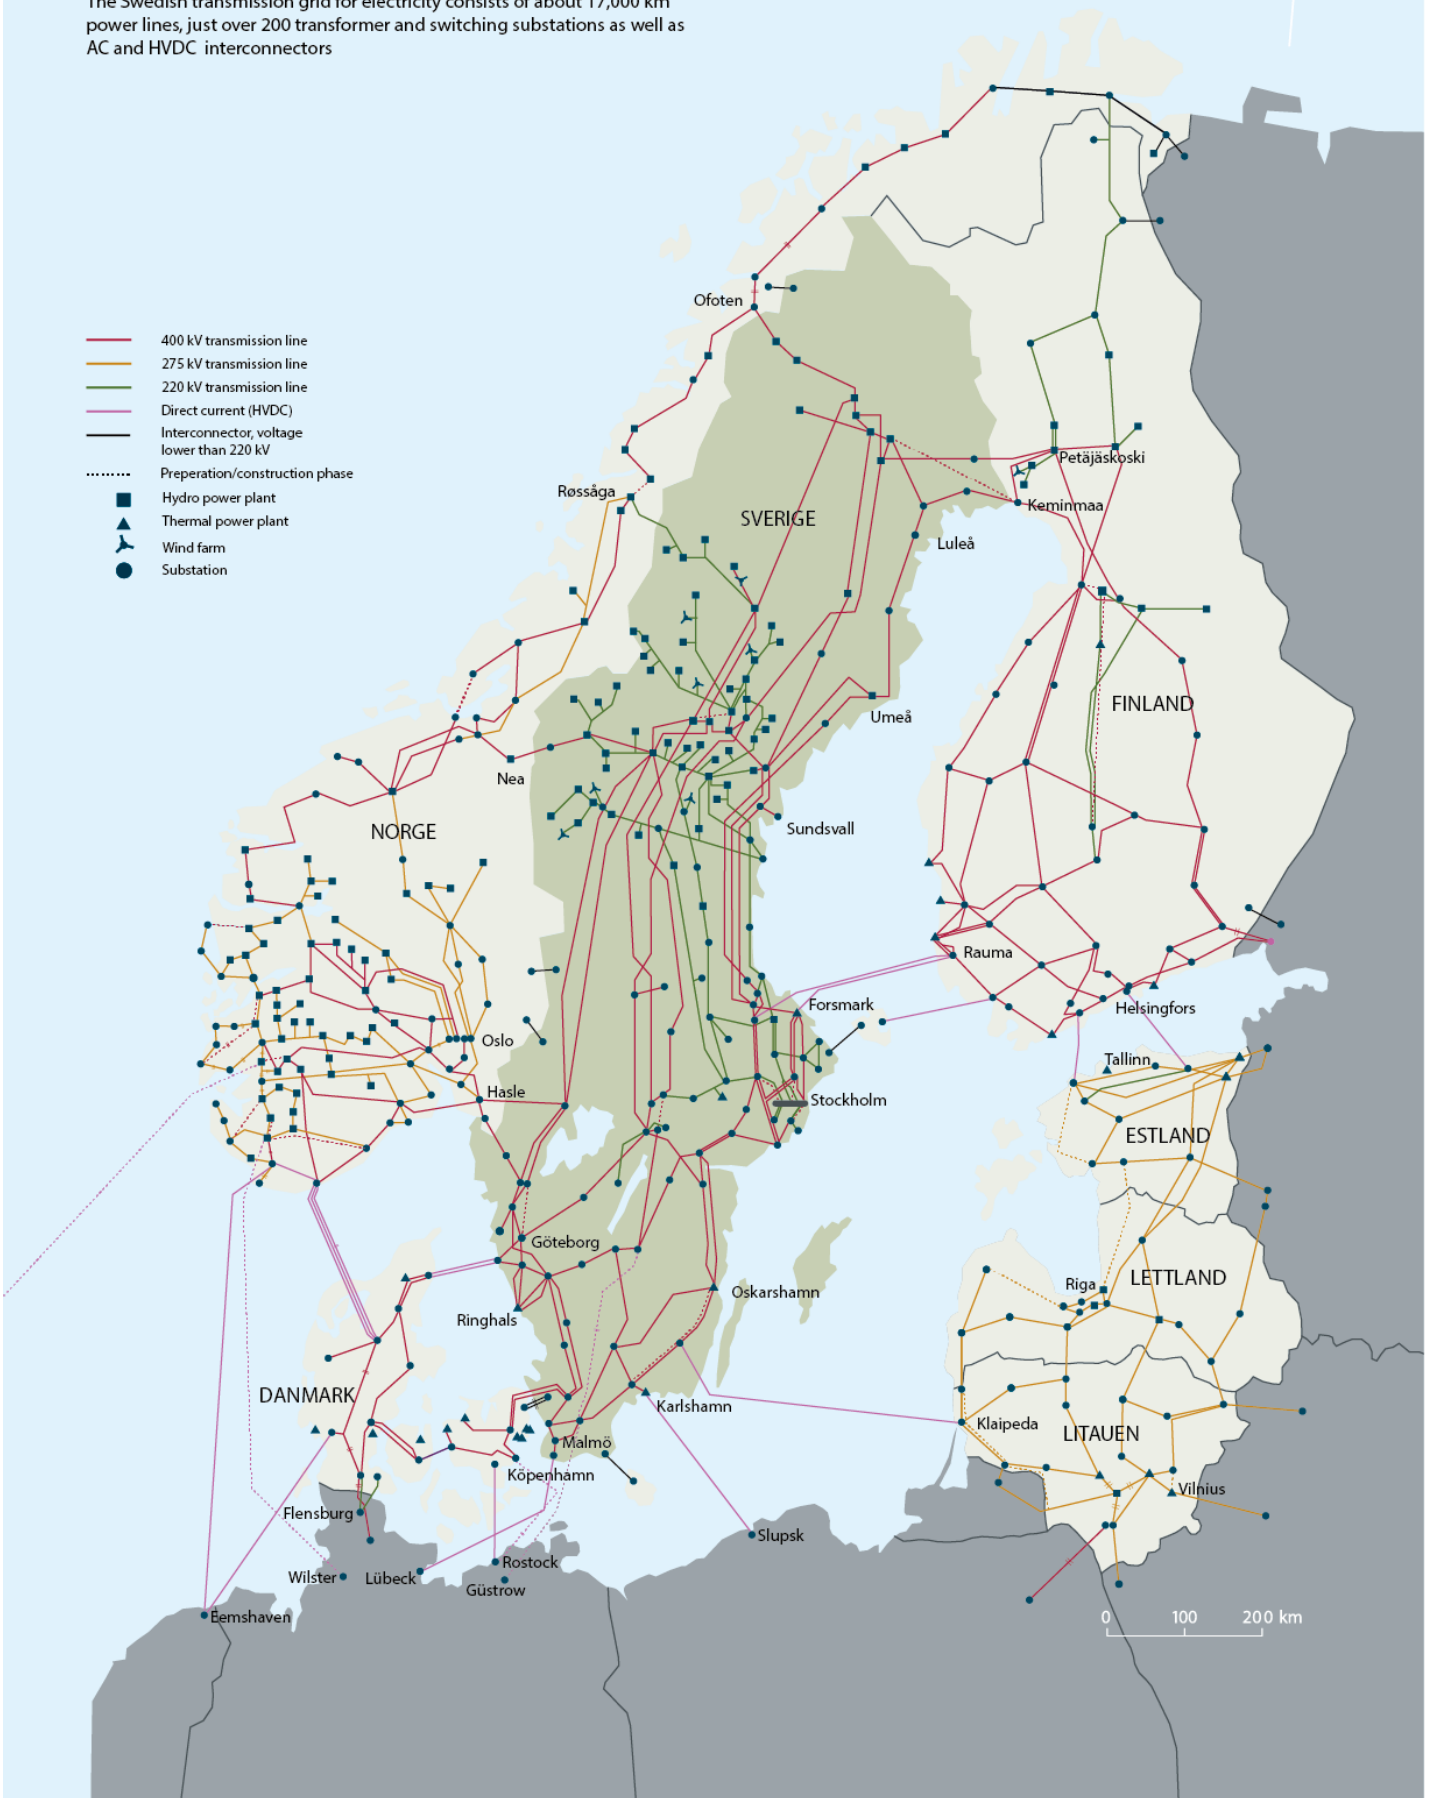 The Swedish transmission grid for electricity consists of about 17,000 km
power lines, just over 200 transformer and switching substations as well as
AC and HVDC interconnectors
Ofoten
400 kV transmission line
275 kV transmission line
220 kV transmission line
Direct current (HVDC)
Interconnector, voltage
lower than 220 kV
Preperation/construction phase
Hydro power plant
Thermal power plant
Wind farm
Substation
Petäjäskoski
Røssåga
Keminmaa
SVERIGE
Luleå
FINLAND
Umeå
Nea
NORGE
Sundsvall
Rauma
Forsmark
Helsingfors
Oslo
Tallinn
Hasle
Stockholm
ESTLAND
Göteborg
LETTLAND
Riga
Oskarshamn
Ringhals
DANMARK
Karlshamn
Klaipeda
LITAUEN
Malmö
Köpenhamn
Vilnius
Flensburg
Slupsk
Rostock
Wilster
Lübeck
Güstrow
Eemshaven
0 100 200 km